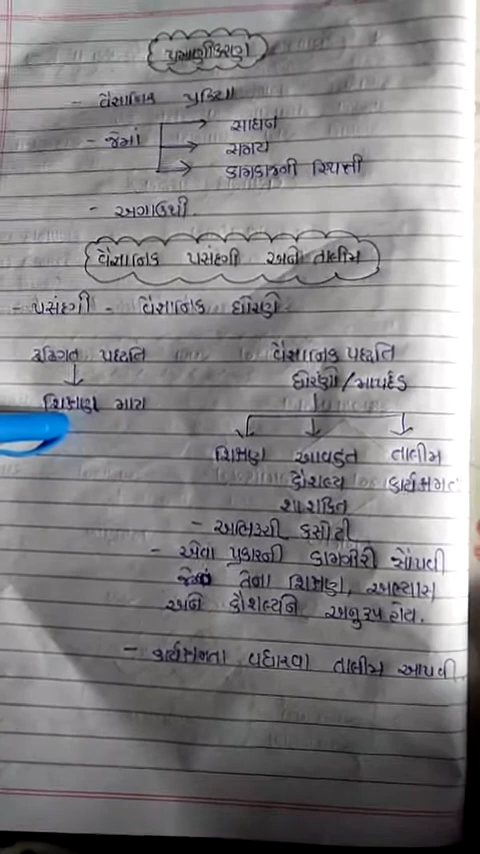 પ્રમાણીકરણ
- વૈજ્ઞાનિક પ્રક્રિયા
- જેમાં
સાધન
સમય
કામકાજની સ્થિતી
- અગાઉથી.
વૈજ્ઞાનિક પસંદગી અને તાલીમ
- પસંદગી - વૈજ્ઞાનિક ધોરણે
રૂઢિગત પદ્ધતિ
વૈજ્ઞાનિક પદ્ધતિ
ધોરણો/માપદંડ
શિક્ષણ માત્ર
શિક્ષણ આવડત તાલીમ
કૌશલ્ય કાર્યક્ષમતા
શા.શક્તિ
- અભિરુચી કસોટી
- એવા પ્રકારની કામગીરી સોંપવી
જેમાં તેના શિક્ષણ, અભ્યાસ
અને કૌશલ્યને અનુરૂપ હોય.
- કાર્યક્ષમતા વધારવા તાલીમ આપવી.